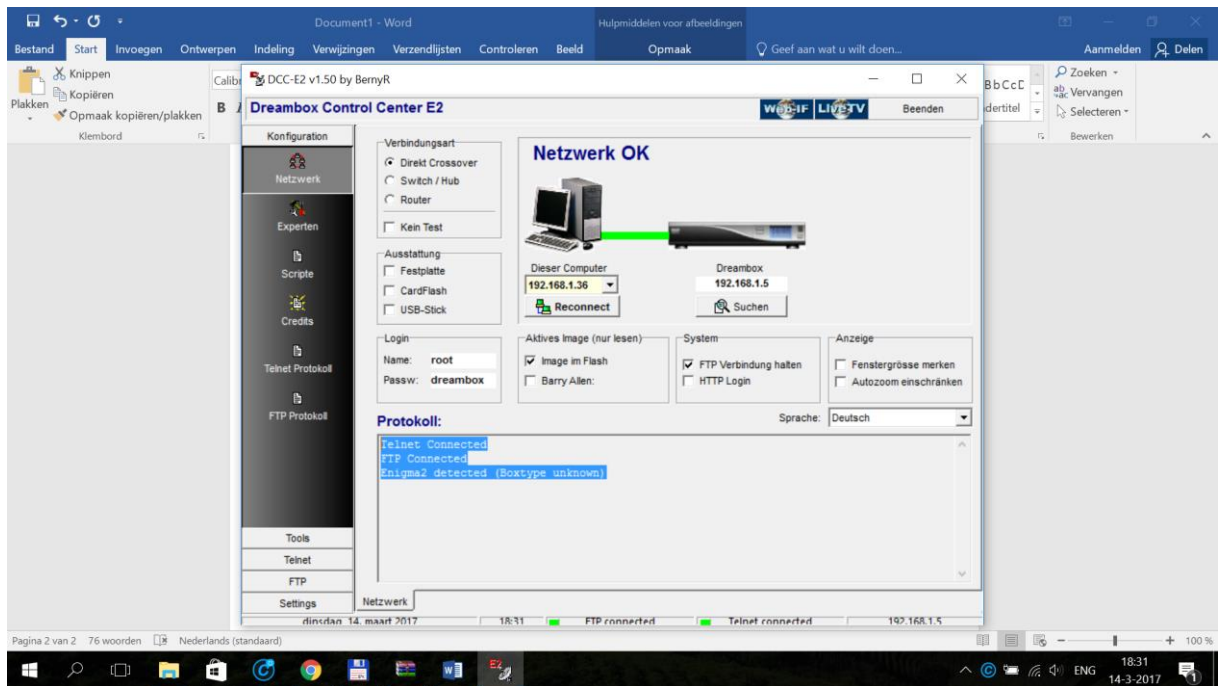 Document1 - Word
Hulpmiddelen voor afbeeldingen
Bestand Start Invoegen Ontwerpen Indeling Verwijzingen Verzendlijsten Controleren Beeld Opmaak Geef aan wat u wilt doen... Aanmelden Delen
Plakken
Knippen
Kopiëren
Opmaak kopiëren/plakken
Klembord
Calibr
B I
BbCcD
dertitel
Zoeken
Vervangen
Selecteren
Bewerken
DCC-E2 v1.50 by BernyR
Dreambox Control Center E2
Web-IF LiveTV Beenden
Konfiguration
Netzwerk
Experten
Scripte
Credits
Telnet Protokoll
FTP Protokoll
Tools
Telnet
FTP
Settings
Verbindungsart
Direkt Crossover
Switch / Hub
Router
Kein Test
Ausstattung
Festplatte
CardFlash
USB-Stick
Netzwerk OK
Dieser Computer
192.168.1.36
Reconnect
Dreambox
192.168.1.5
Suchen
Login
Name: root
Passw: dreambox
Aktives Image (nur lesen)
Image im Flash
Barry Allen:
System
FTP Verbindung halten
HTTP Login
Anzeige
Fenstergrösse merken
Autozoom einschränken
Protokoll:
Sprache: Deutsch
Telnet Connected
FTP Connected
Enigma2 detected (Boxtype unknown)
Netzwerk
dinsdag 14. maart 2017 18:31 FTP connected Telnet connected 192.168.1.5
Pagina 2 van 2 76 woorden Nederlands (standaard) 100 %
ENG
18:31
14-3-2017